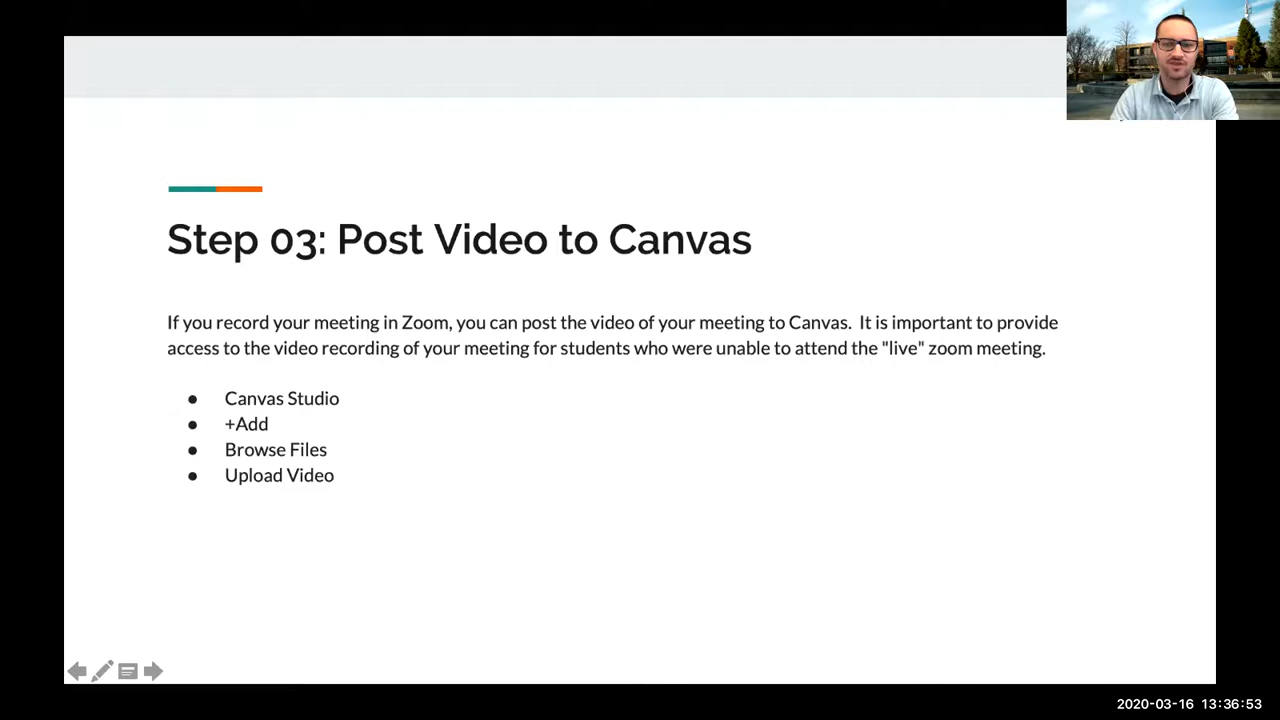 Step 03: Post Video to Canvas
If you record your meeting in Zoom, you can post the video of your meeting to Canvas.  It is important to provide
access to the video recording of your meeting for students who were unable to attend the "live" zoom meeting.
● Canvas Studio
● +Add
● Browse Files
● Upload Video
2020-03-16 13:36:53